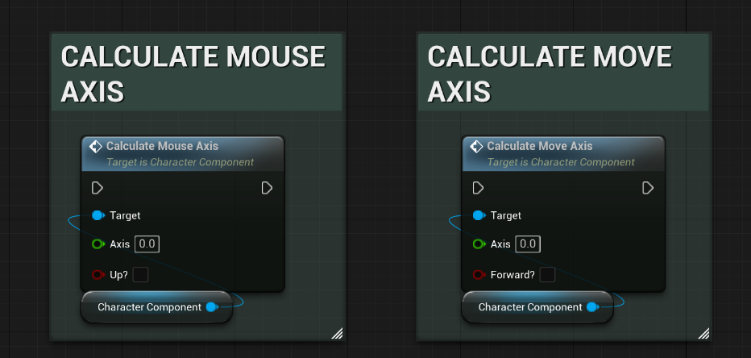 CALCULATE MOUSE
AXIS
Calculate Mouse Axis
Target is Character Component
Target
Axis 0.0
Up?
Character Component
CALCULATE MOVE
AXIS
Calculate Move Axis
Target is Character Component
Target
Axis 0.0
Forward?
Character Component